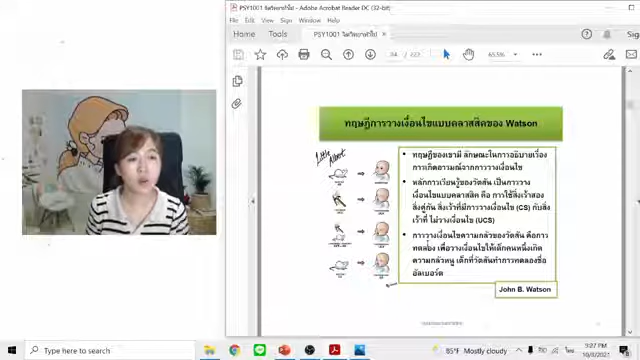 PSY1001 จิตวิทยาทั่วไป - Adobe Acrobat Reader DC (32-bit)
File Edit View Sign Window Help
Home Tools PSY1001 จิตวิทยาทั่วไป ×
84 / 222 65.5%
ทฤษฎีการวางเงื่อนไขแบบคลาสสิคของ Watson
Little Albert
• ทฤษฎีของเขามี ลักษณะในการอธิบายเรื่อง
การเกิดอารมณ์จากการวางเงื่อนไข
• หลักการเรียนรู้ของวัตสัน เป็นการวาง
เงื่อนไขแบบคลาสสิค คือ การใช้สิ่งเร้าสอง
สิ่งคู่กัน สิ่งเร้าที่มีการวางเงื่อนไข (CS) กับสิ่ง
เร้าที่ ไม่วางเงื่อนไข (UCS)
• การวางเงื่อนไขความกลัวของวัตสัน คือการ
ทดลอง เพื่อวางเงื่อนไขให้เด็กคนหนึ่งเกิด
ความกลัวหนู เด็กที่วัตสันทำการทดลองชื่อ
อัลเบอร์ต
John B. Watson
Type here to search
85°F Mostly cloudy
9:27 PM